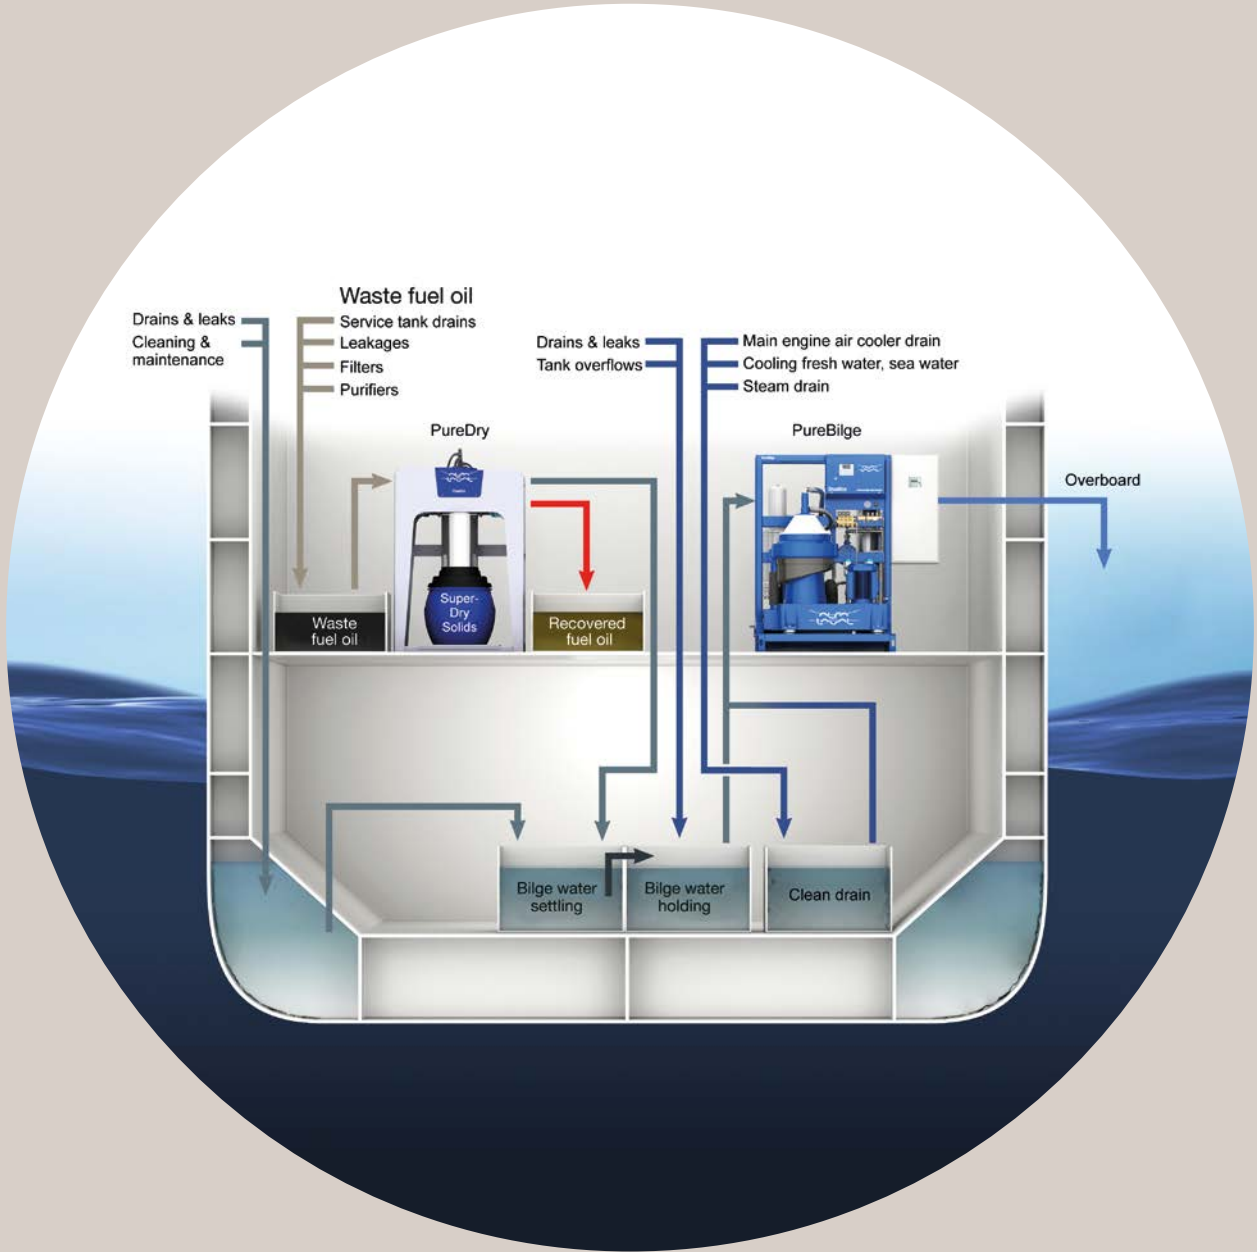 Waste fuel oil
Drains & leaks
Cleaning &
maintenance
Service tank drains
Leakages
Filters
Purifiers
Drains & leaks
Tank overflows
Main engine air cooler drain
Cooling fresh water, sea water
Steam drain
PureDry
PureBilge
Overboard
Super-
Dry
Solids
Waste
fuel oil
Recovered
fuel oil
Bilge water
settling
Bilge water
holding
Clean drain